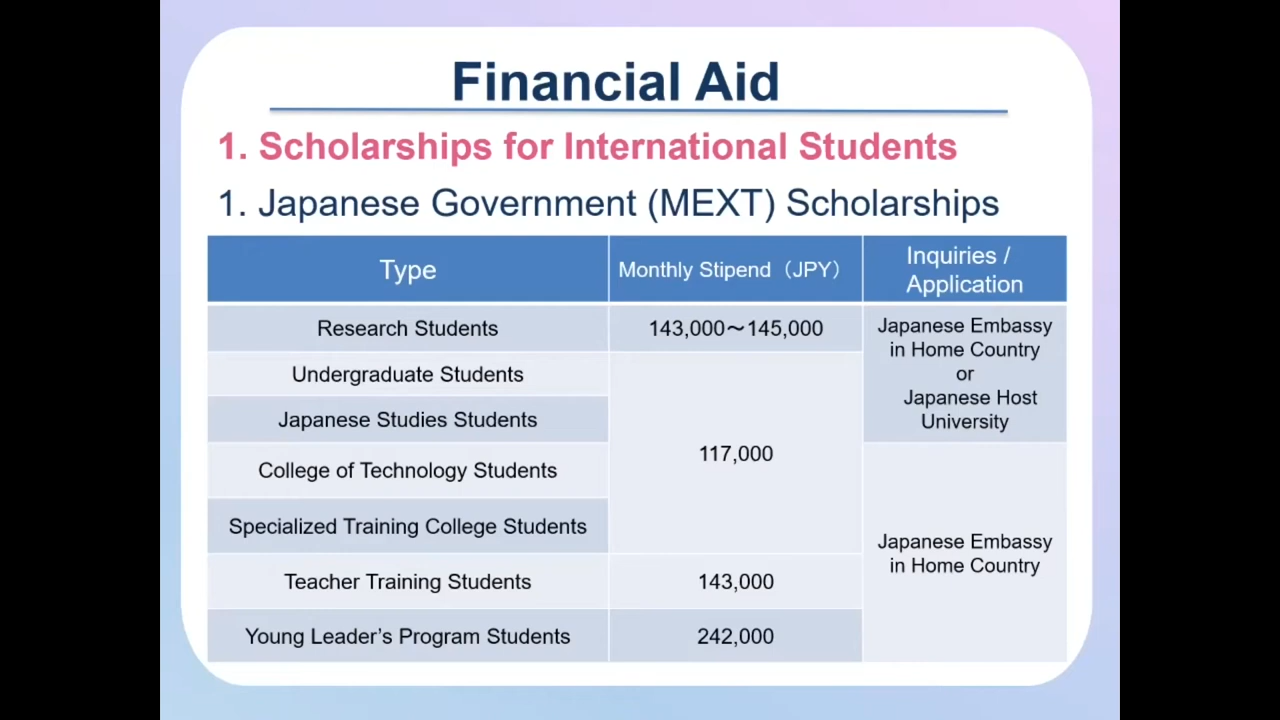 Financial Aid
1. Scholarships for International Students
1. Japanese Government (MEXT) Scholarships
Type
Monthly Stipend（JPY）
Inquiries /
Application
Research Students
143,000～145,000
Japanese Embassy
in Home Country
or
Japanese Host
University
Undergraduate Students
Japanese Studies Students
College of Technology Students
Specialized Training College Students
117,000
Teacher Training Students
143,000
Japanese Embassy
in Home Country
Young Leader’s Program Students
242,000